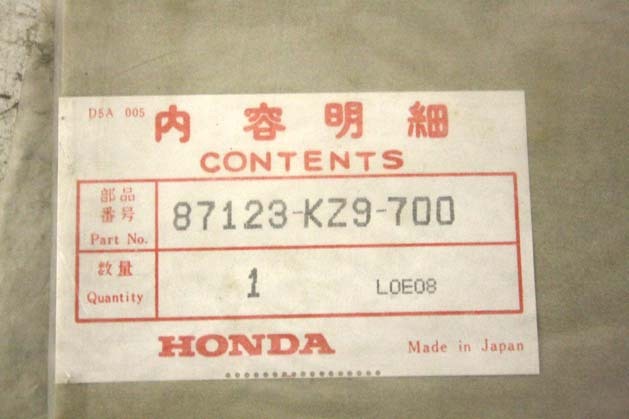 DSA 005 内容明細
CONTENTS
部品
番号
Part No.
87123-KZ9-700
数量
Quantity
1 LOE08
HONDA Made in Japan